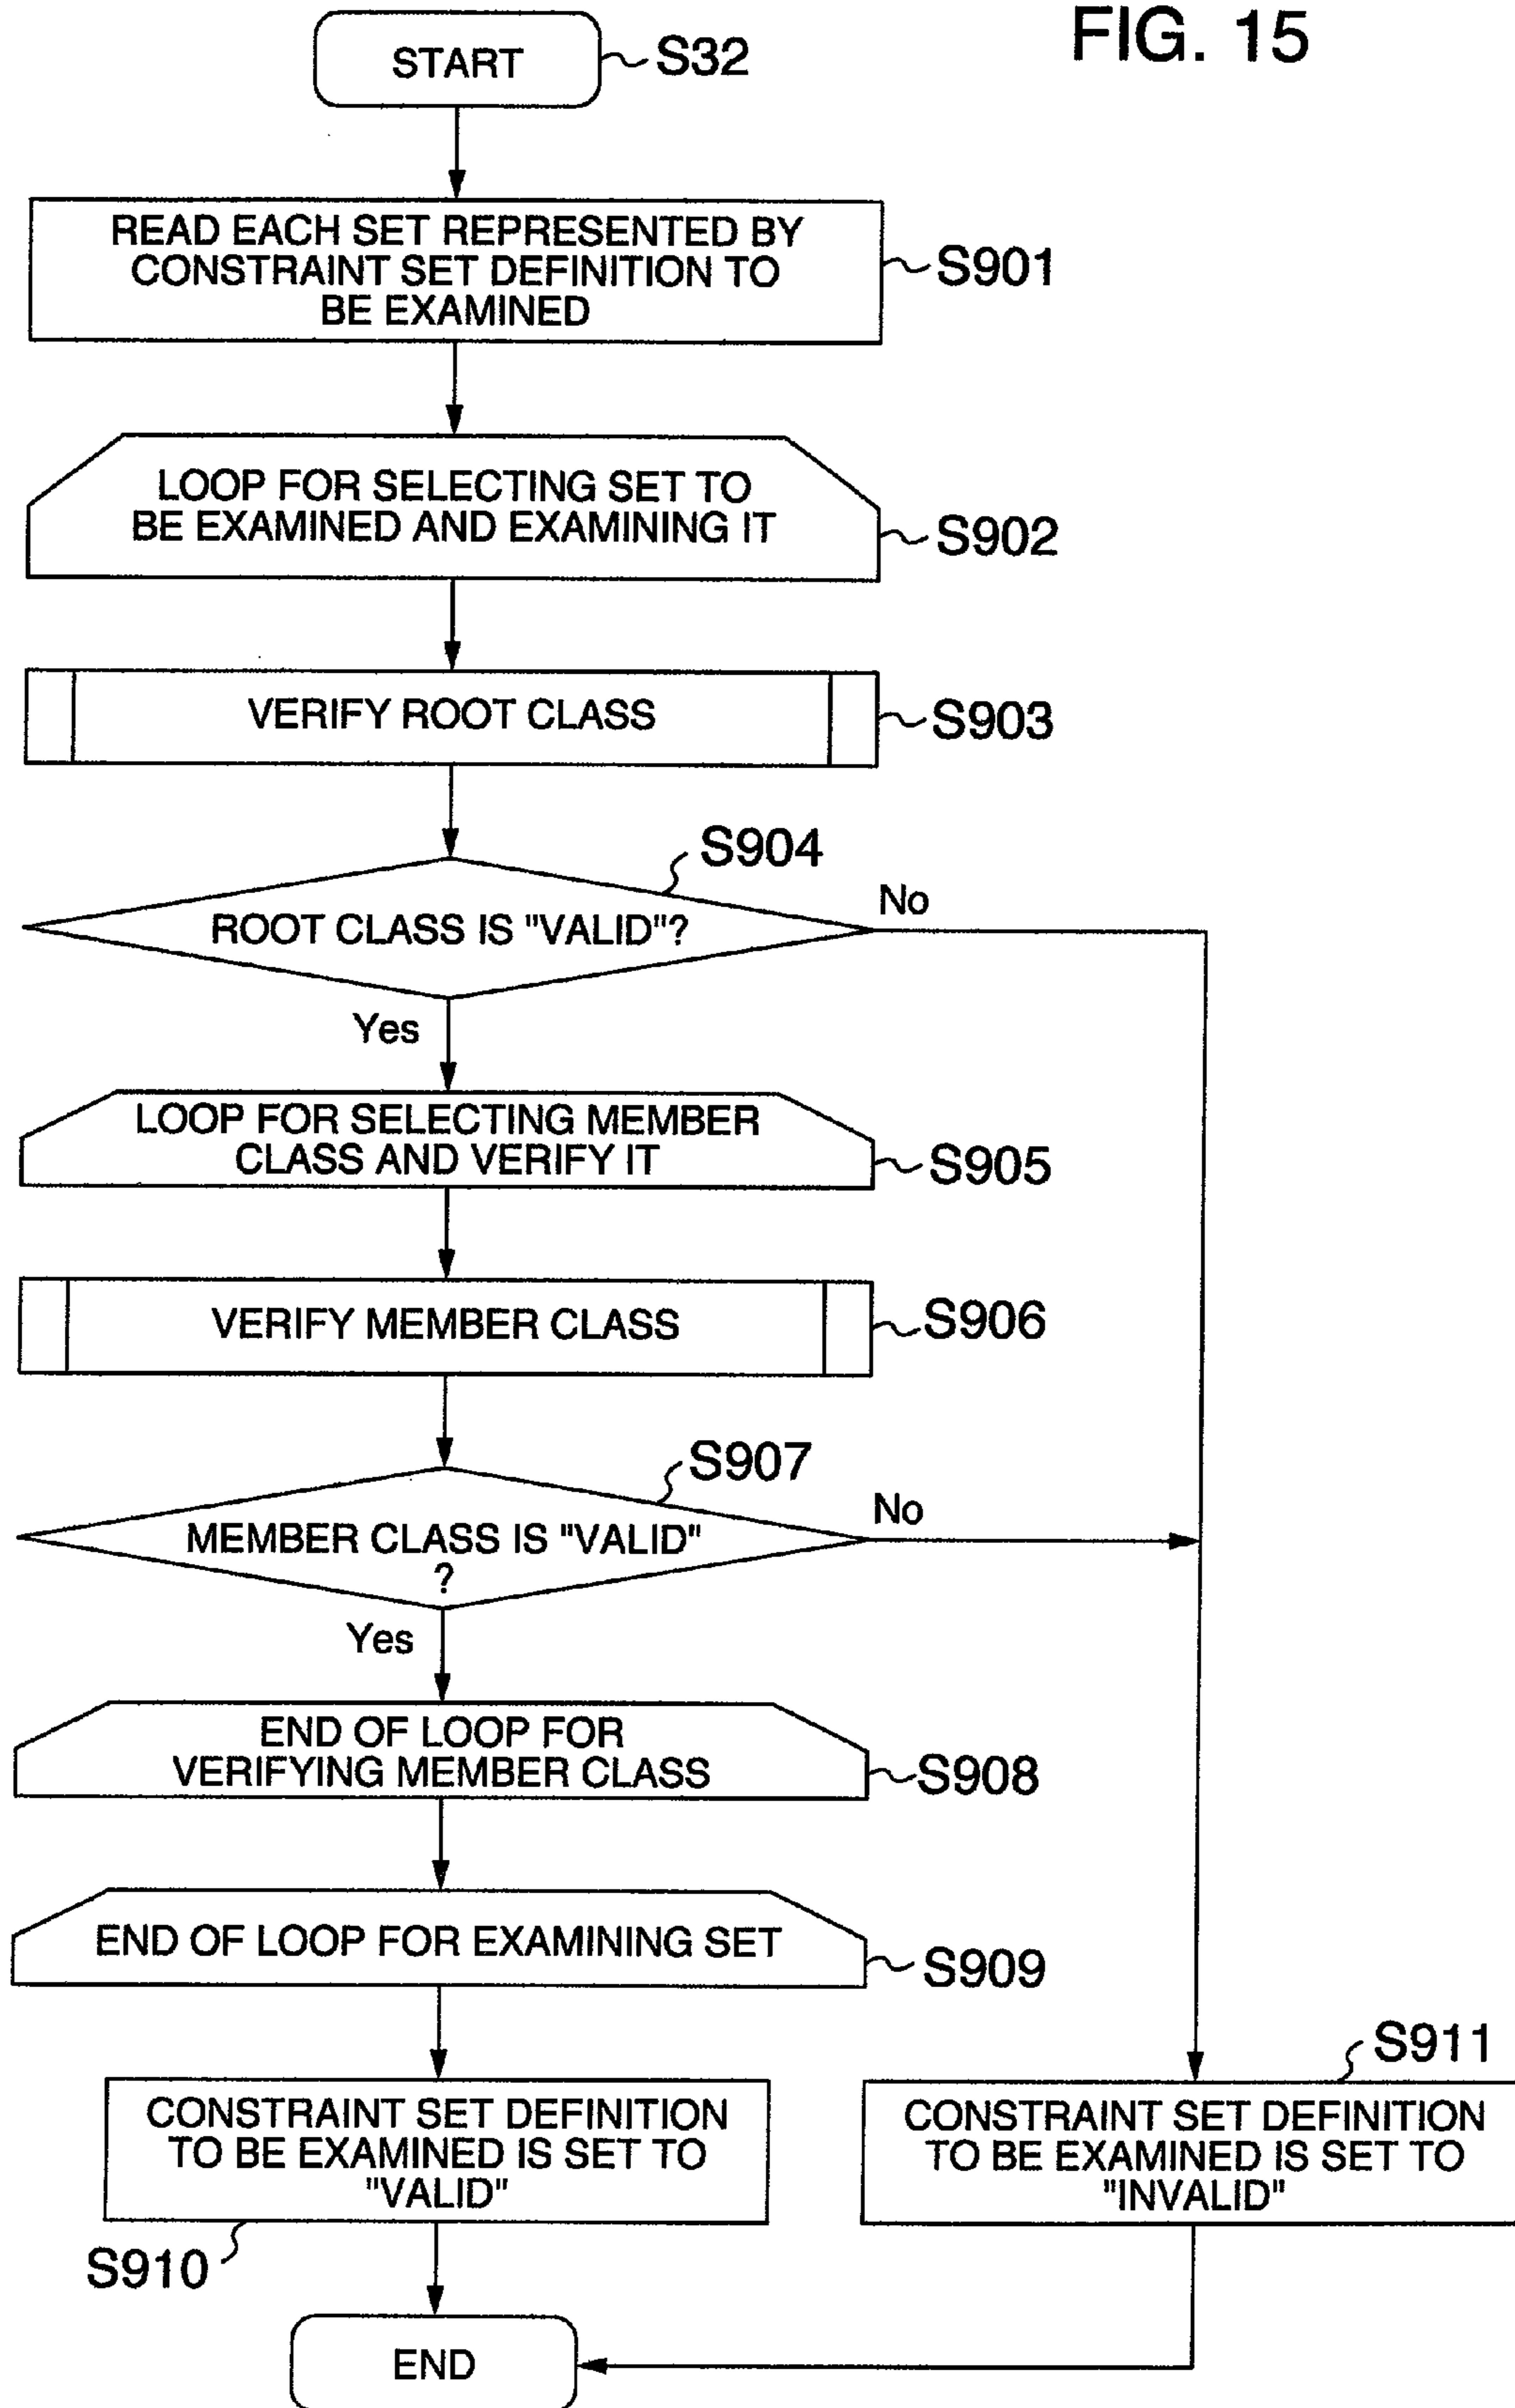 FIG. 15
START
S32
READ EACH SET REPRESENTED BY
CONSTRAINT SET DEFINITION TO
BE EXAMINED
S901
LOOP FOR SELECTING SET TO
BE EXAMINED AND EXAMINING IT
S902
VERIFY ROOT CLASS
S903
S904
ROOT CLASS IS "VALID"?
No
Yes
LOOP FOR SELECTING MEMBER
CLASS AND VERIFY IT
S905
VERIFY MEMBER CLASS
S906
S907
MEMBER CLASS IS "VALID"
?
No
Yes
END OF LOOP FOR
VERIFYING MEMBER CLASS
S908
END OF LOOP FOR EXAMINING SET
S909
CONSTRAINT SET DEFINITION
TO BE EXAMINED IS SET TO
"VALID"
S910
S911
CONSTRAINT SET DEFINITION
TO BE EXAMINED IS SET TO
"INVALID"
END